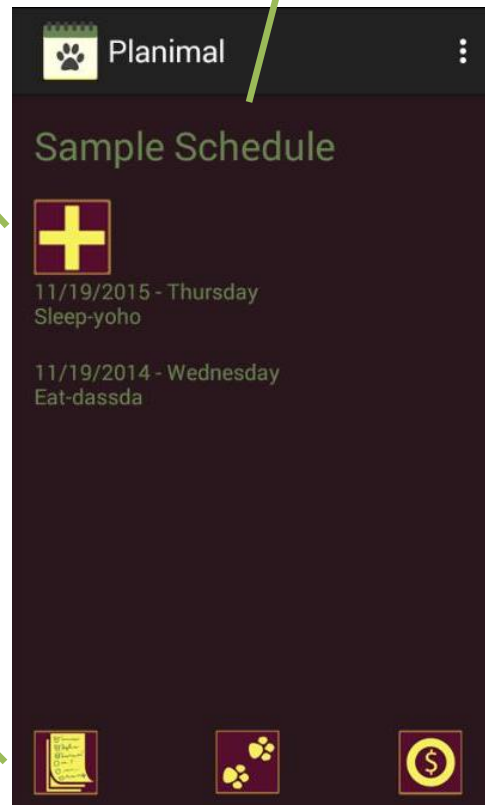 Planimal
Sample Schedule
11/19/2015 - Thursday
Sleep-yoho
11/19/2014 - Wednesday
Eat-dassda
$